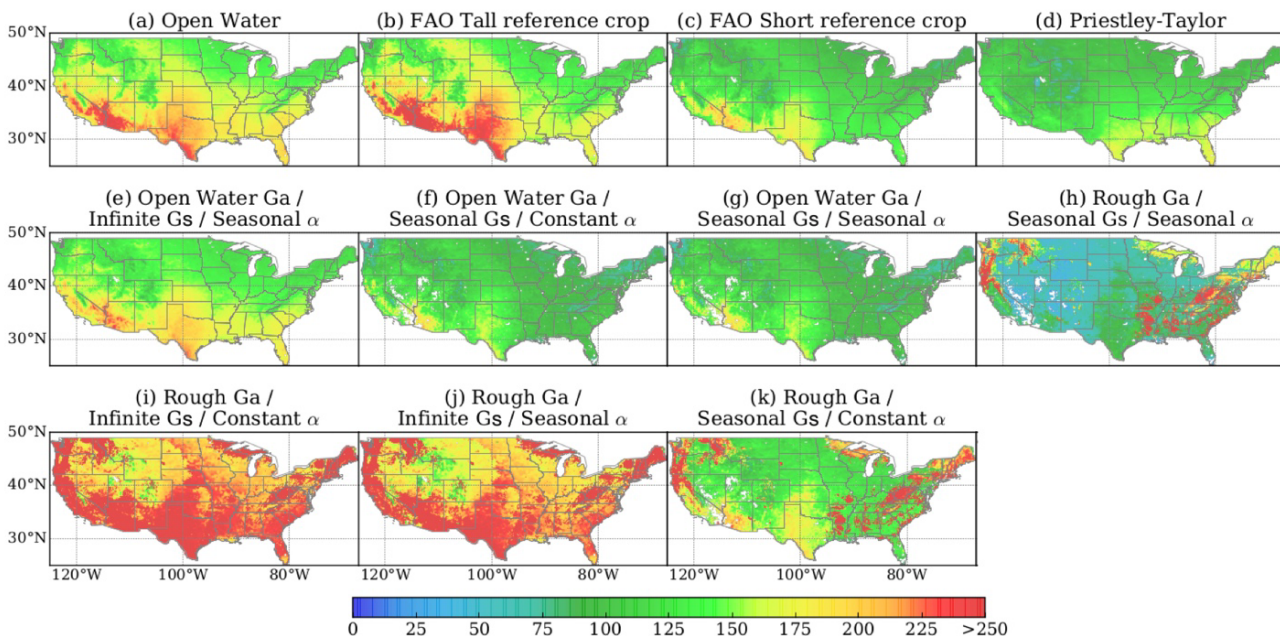 (a) Open Water
(b) FAO Tall reference crop
(c) FAO Short reference crop
(d) Priestley-Taylor
50°N
40°N
30°N
(e) Open Water Ga /
Infinite Gs / Seasonal α
(f) Open Water Ga /
Seasonal Gs / Constant α
(g) Open Water Ga /
Seasonal Gs / Seasonal α
(h) Rough Ga /
Seasonal Gs / Seasonal α
50°N
40°N
30°N
(i) Rough Ga /
Infinite Gs / Constant α
(j) Rough Ga /
Infinite Gs / Seasonal α
(k) Rough Ga /
Seasonal Gs / Constant α
50°N
40°N
30°N
120°W 100°W 80°W 120°W 100°W 80°W 120°W 100°W 80°W
0 25 50 75 100 125 150 175 200 225 >250